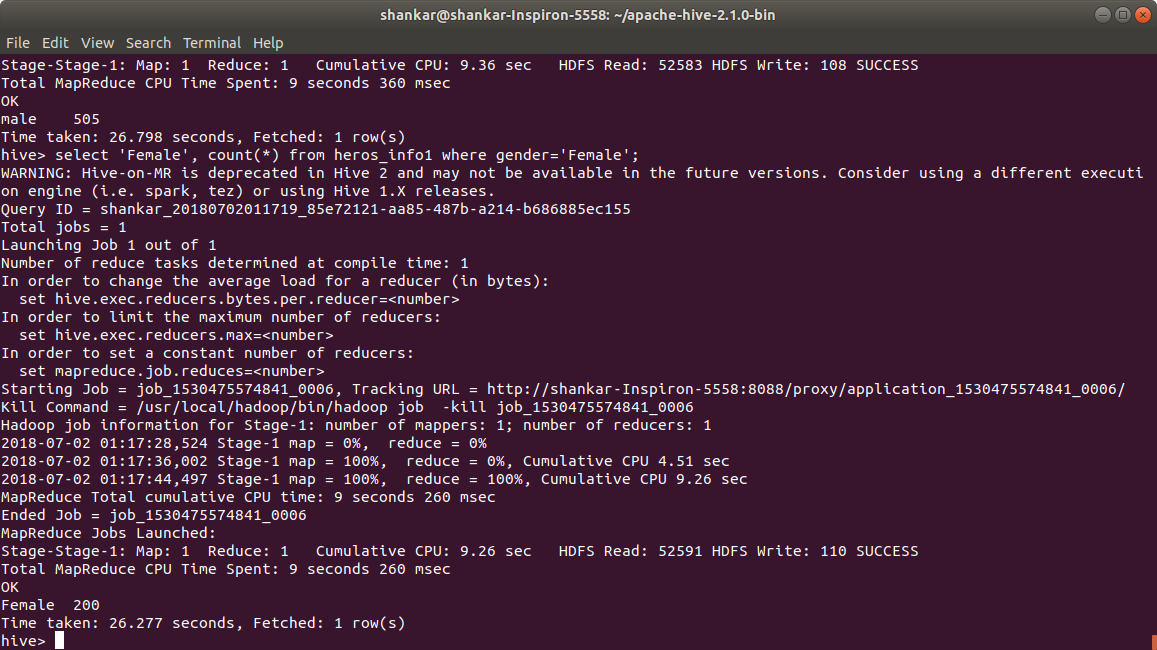 shankar@shankar-Inspiron-5558: ~/apache-hive-2.1.0-bin
File Edit View Search Terminal Help
Stage-Stage-1: Map: 1  Reduce: 1   Cumulative CPU: 9.36 sec   HDFS Read: 52583 HDFS Write: 108 SUCCESS
Total MapReduce CPU Time Spent: 9 seconds 360 msec
OK
male    505
Time taken: 26.798 seconds, Fetched: 1 row(s)
hive> select 'Female', count(*) from heros_info1 where gender='Female';
WARNING: Hive-on-MR is deprecated in Hive 2 and may not be available in the future versions. Consider using a different executi
on engine (i.e. spark, tez) or using Hive 1.X releases.
Query ID = shankar_20180702011719_85e72121-aa85-487b-a214-b686885ec155
Total jobs = 1
Launching Job 1 out of 1
Number of reduce tasks determined at compile time: 1
In order to change the average load for a reducer (in bytes):
  set hive.exec.reducers.bytes.per.reducer=<number>
In order to limit the maximum number of reducers:
  set hive.exec.reducers.max=<number>
In order to set a constant number of reducers:
  set mapreduce.job.reduces=<number>
Starting Job = job_1530475574841_0006, Tracking URL = http://shankar-Inspiron-5558:8088/proxy/application_1530475574841_0006/
Kill Command = /usr/local/hadoop/bin/hadoop job  -kill job_1530475574841_0006
Hadoop job information for Stage-1: number of mappers: 1; number of reducers: 1
2018-07-02 01:17:28,524 Stage-1 map = 0%,  reduce = 0%
2018-07-02 01:17:36,002 Stage-1 map = 100%,  reduce = 0%, Cumulative CPU 4.51 sec
2018-07-02 01:17:44,497 Stage-1 map = 100%,  reduce = 100%, Cumulative CPU 9.26 sec
MapReduce Total cumulative CPU time: 9 seconds 260 msec
Ended Job = job_1530475574841_0006
MapReduce Jobs Launched:
Stage-Stage-1: Map: 1  Reduce: 1   Cumulative CPU: 9.26 sec   HDFS Read: 52591 HDFS Write: 110 SUCCESS
Total MapReduce CPU Time Spent: 9 seconds 260 msec
OK
Female  200
Time taken: 26.277 seconds, Fetched: 1 row(s)
hive>